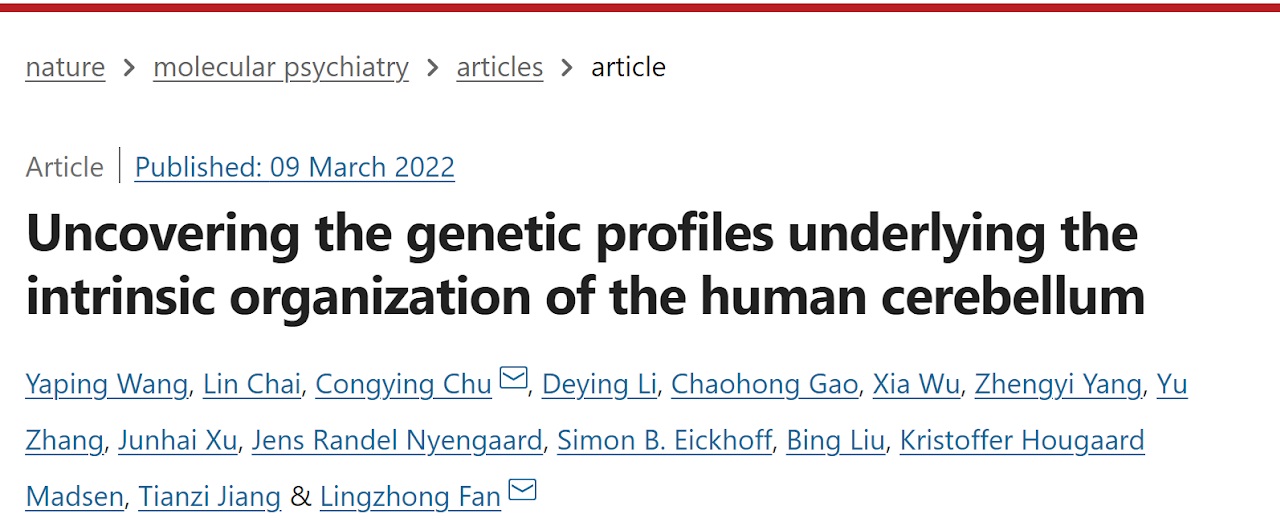 nature > molecular psychiatry > articles > article
Article | Published: 09 March 2022
Uncovering the genetic profiles underlying the
intrinsic organization of the human cerebellum
Yaping Wang, Lin Chai, Congying Chu, Deying Li, Chaohong Gao, Xia Wu, Zhengyi Yang, Yu
Zhang, Junhai Xu, Jens Randel Nyengaard, Simon B. Eickhoff, Bing Liu, Kristoffer Hougaard
Madsen, Tianzi Jiang & Lingzhong Fan